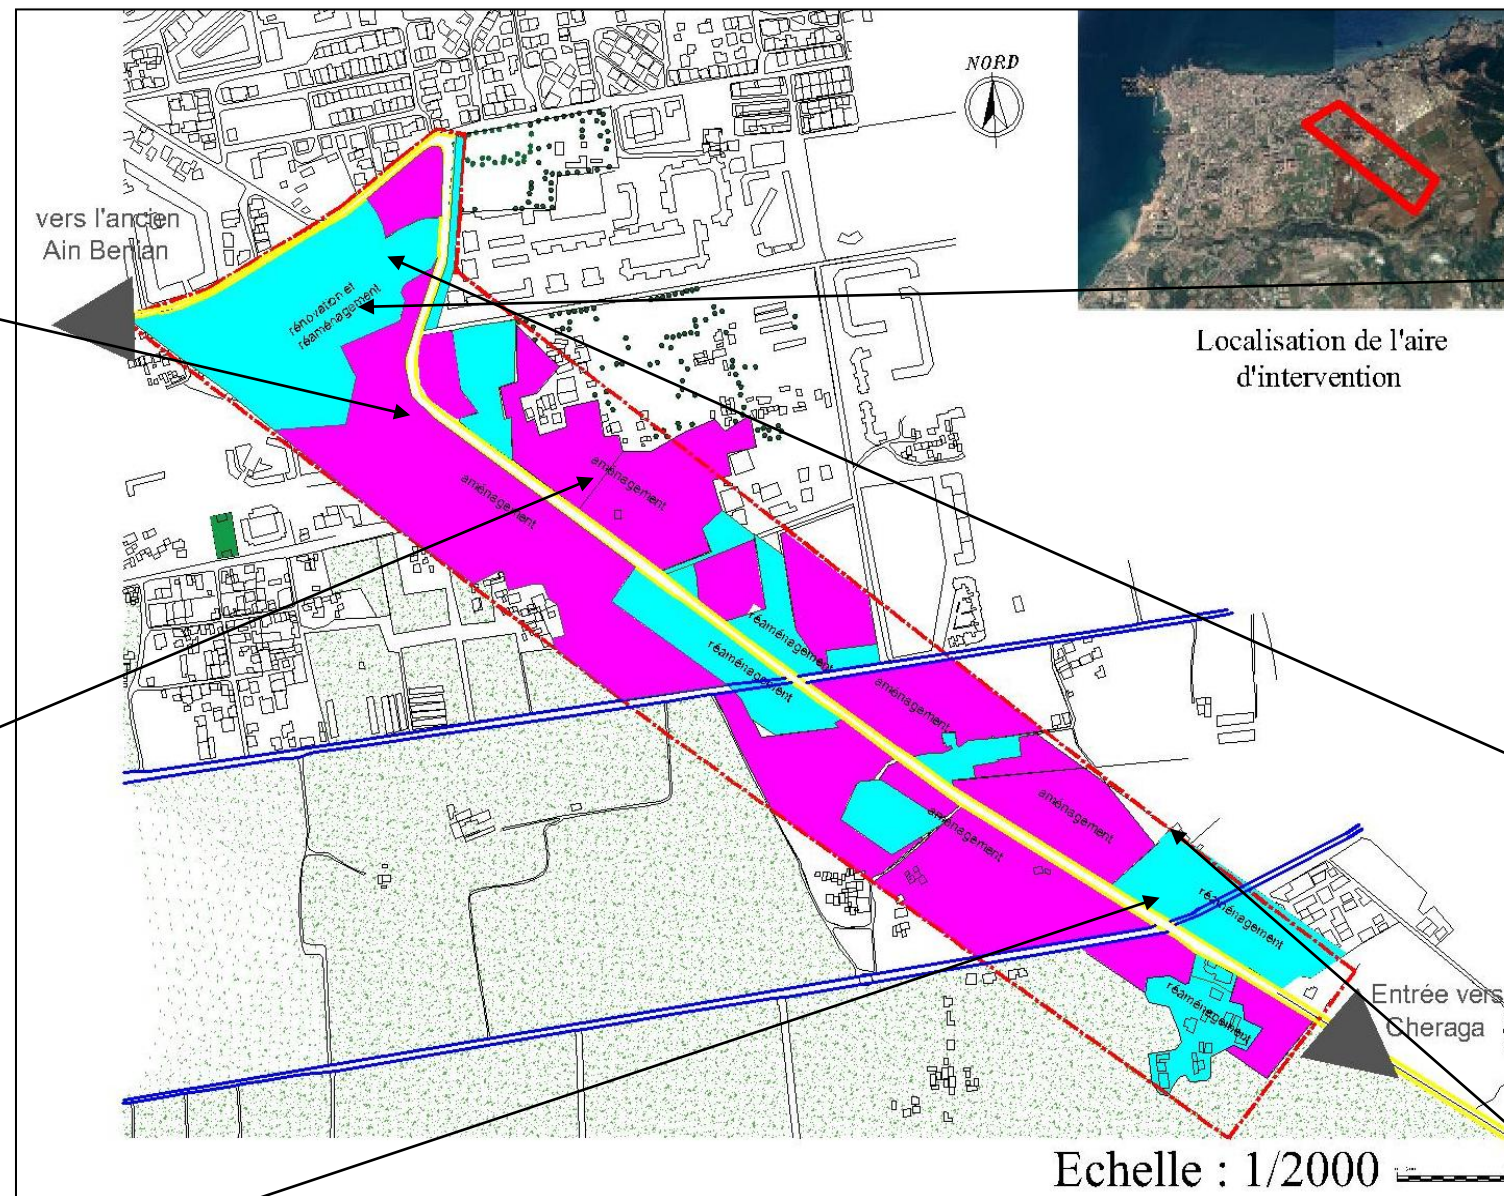 NORD
vers l'ancien
Ain Benian
rénovation et
réaménagement
Localisation de l'aire
d'intervention
aménagement
aménagement
réaménagement
réaménagement
aménagement
aménagement
aménagement
réaménagement
réaménagement
Entrée vers
Cheraga
Echelle : 1/2000